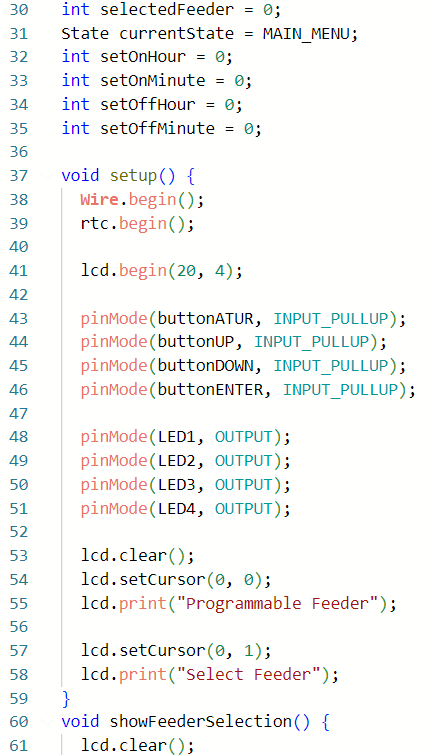 30 int selectedFeeder = 0;
31 State currentState = MAIN_MENU;
32 int setOnHour = 0;
33 int setOnMinute = 0;
34 int setOffHour = 0;
35 int setOffMinute = 0;
36
37 void setup() {
38 Wire.begin();
39 rtc.begin();
40
41 lcd.begin(20, 4);
42
43 pinMode(buttonATUR, INPUT_PULLUP);
44 pinMode(buttonUP, INPUT_PULLUP);
45 pinMode(buttonDOWN, INPUT_PULLUP);
46 pinMode(buttonENTER, INPUT_PULLUP);
47
48 pinMode(LED1, OUTPUT);
49 pinMode(LED2, OUTPUT);
50 pinMode(LED3, OUTPUT);
51 pinMode(LED4, OUTPUT);
52
53 lcd.clear();
54 lcd.setCursor(0, 0);
55 lcd.print("Programmable Feeder");
56
57 lcd.setCursor(0, 1);
58 lcd.print("Select Feeder");
59 }
60 void showFeederSelection() {
61 lcd.clear();